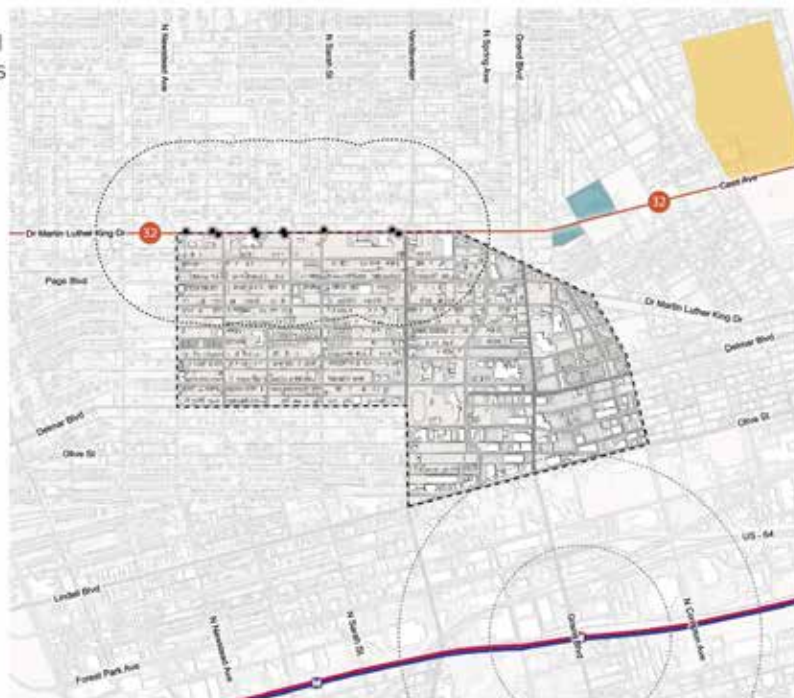 N Newstead Ave
N Sarah St
Vandeventer
N Spring Ave
Grand Blvd
Cass Ave
32
32
Dr Martin Luther King Dr
Page Blvd
Dr Martin Luther King Dr
Delmar Blvd
Delmar Blvd
Olive St
Olive St
US - 64
Lindell Blvd
N Newstead Ave
N Sarah St
Grand Blvd
N Compton Ave
Forest Park Ave